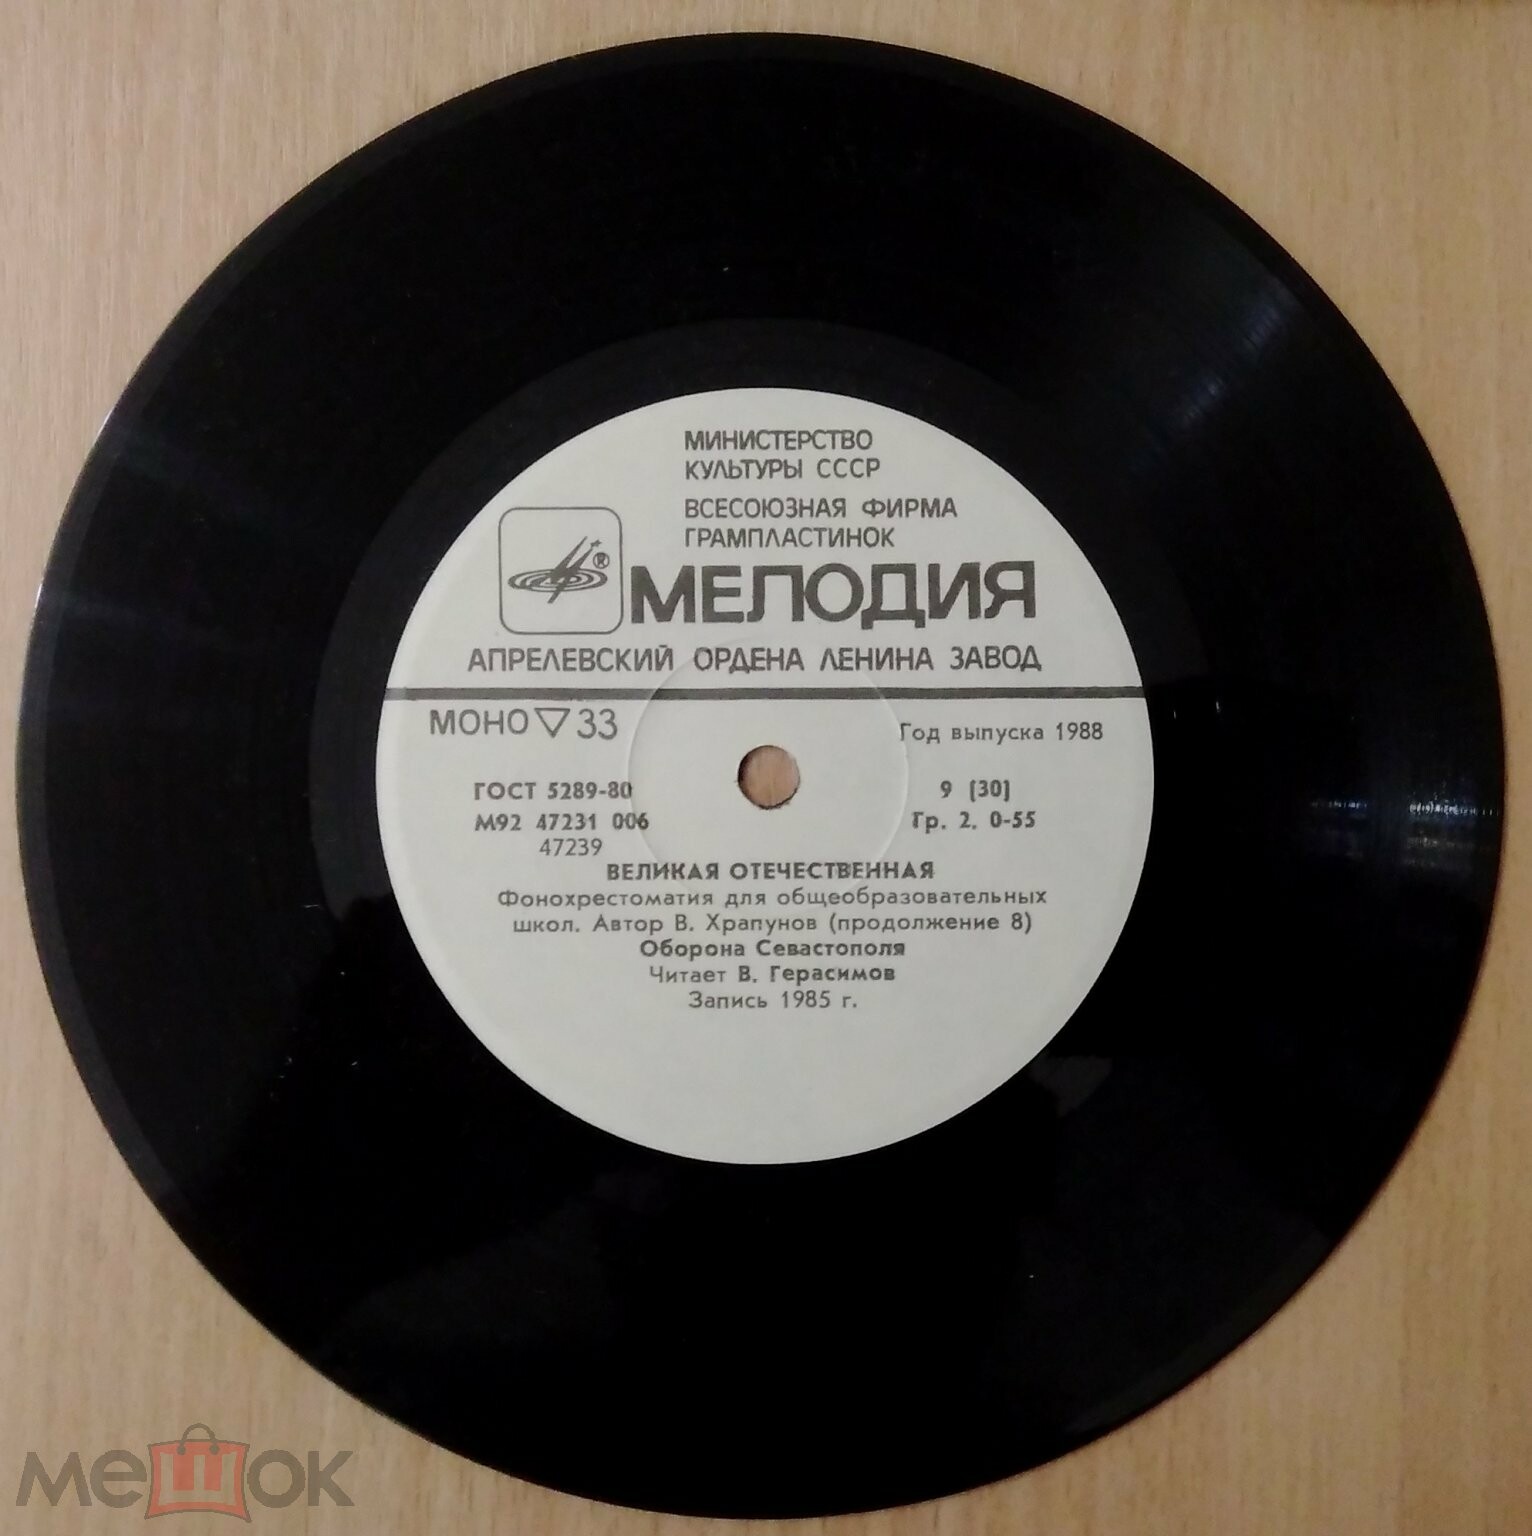 МИНИСТЕРСТВО
КУЛЬТУРЫ СССР
ВСЕСОЮЗНАЯ ФИРМА
ГРАМПЛАСТИНОК
®
МЕЛОДИЯ
АПРЕЛЕВСКИЙ ОРДЕНА ЛЕНИНА ЗАВОД
МОНО ▽ 33
Год выпуска 1988
ГОСТ 5289-80
9 [30]
М92 47231 006
Гр. 2. 0-55
47239
ВЕЛИКАЯ ОТЕЧЕСТВЕННАЯ
Фонохрестоматия для общеобразовательных
школ. Автор В. Храпунов (продолжение 8)
Оборона Севастополя
Читает В. Герасимов
Запись 1985 г.
мешок